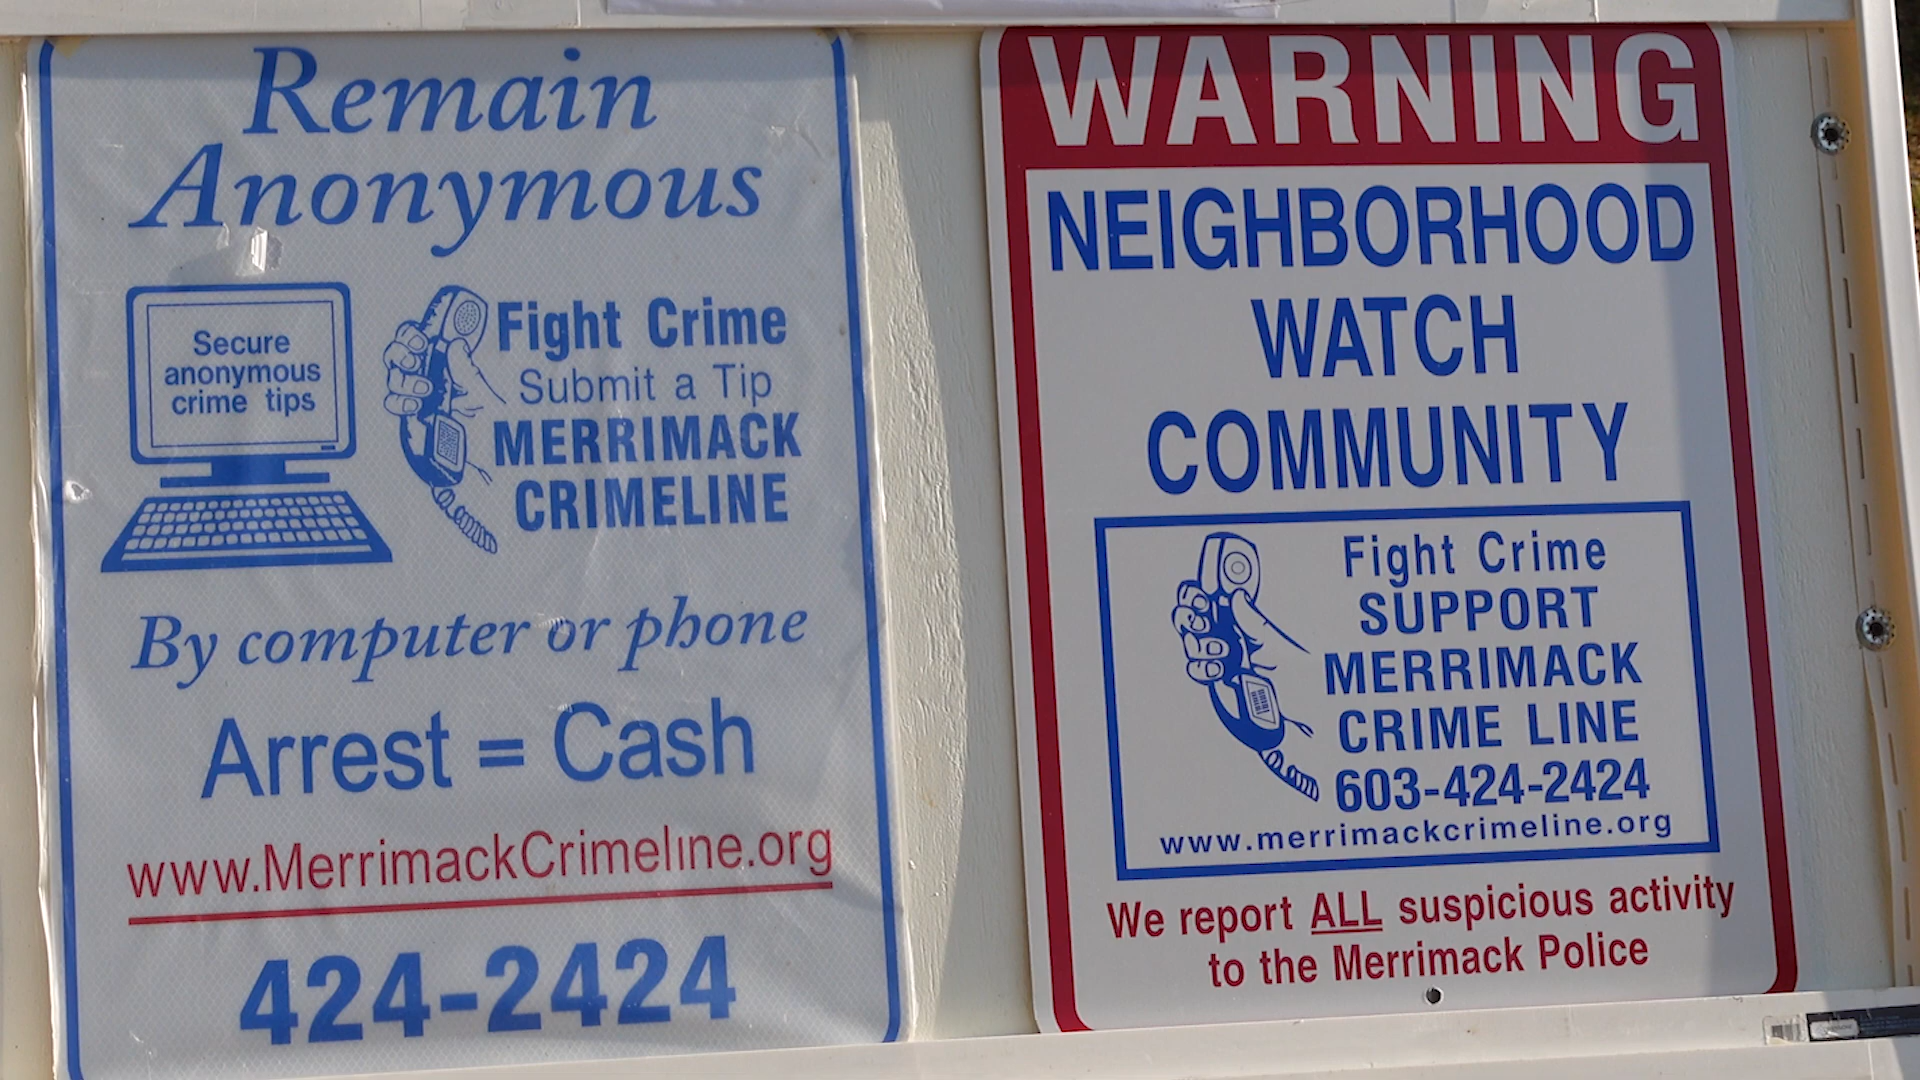 Remain
Anonymous
Secure
anonymous
crime tips
Fight Crime
Submit a Tip
MERRIMACK
CRIMELINE
By computer or phone
Arrest = Cash
www.MerrimackCrimeline.org
424-2424
WARNING
NEIGHBORHOOD
WATCH
COMMUNITY
Fight Crime
SUPPORT
MERRIMACK
CRIME LINE
603-424-2424
www.merrimackcrimeline.org
We report ALL suspicious activity
to the Merrimack Police